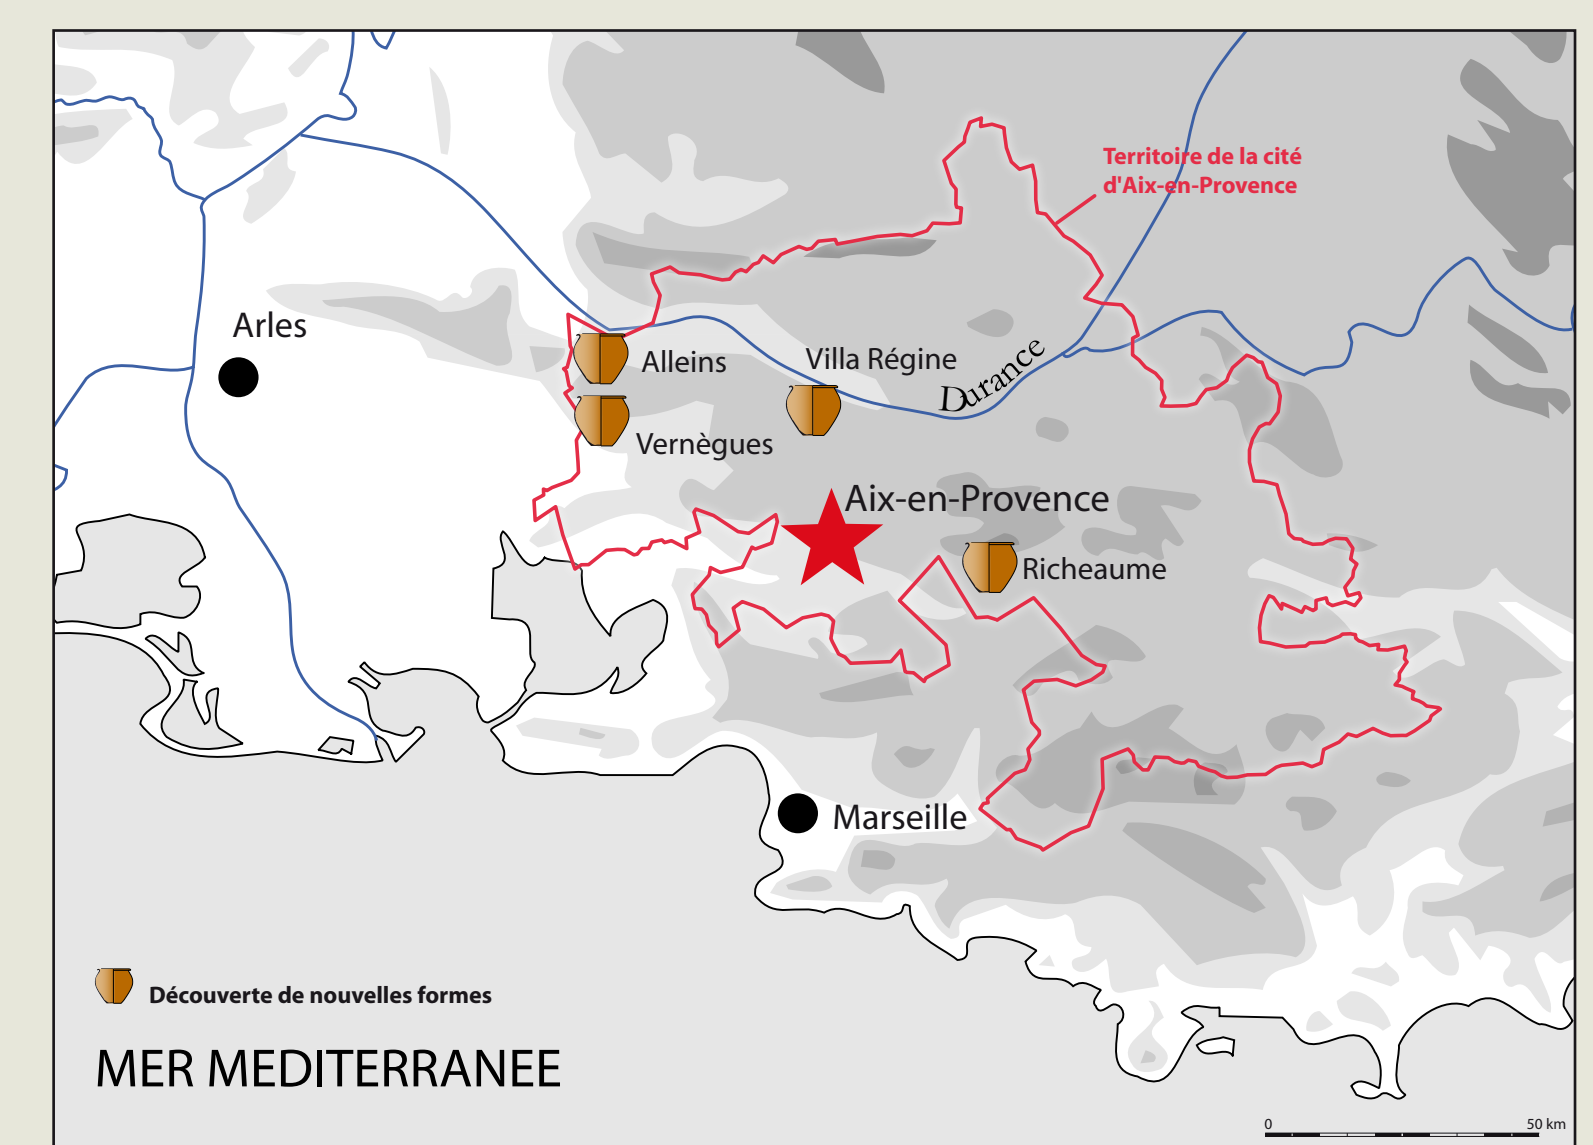 Territoire de la cité
d'Aix-en-Provence
Arles
Alleins
Villa Régine
Durance
Vernègues
Aix-en-Provence
Richeaume
Marseille
Découverte de nouvelles formes
MER MEDITERRANEE
0 50 km